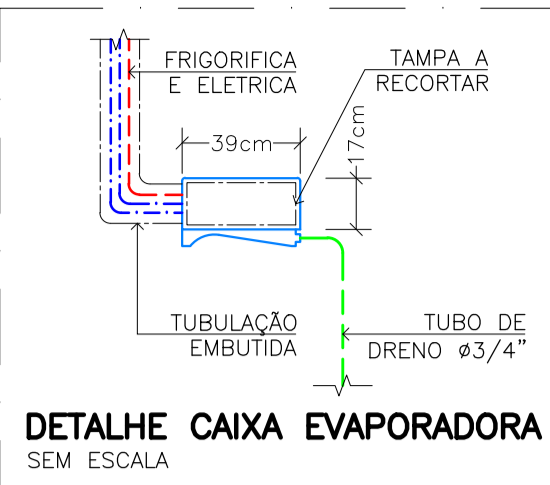 FRIGORIFICA
E ELETRICA
TAMPA A
RECORTAR
39cm
17cm
TUBULAÇÃO
EMBUTIDA
TUBO DE
DRENO ø3/4”
DETALHE CAIXA EVAPORADORA
SEM ESCALA